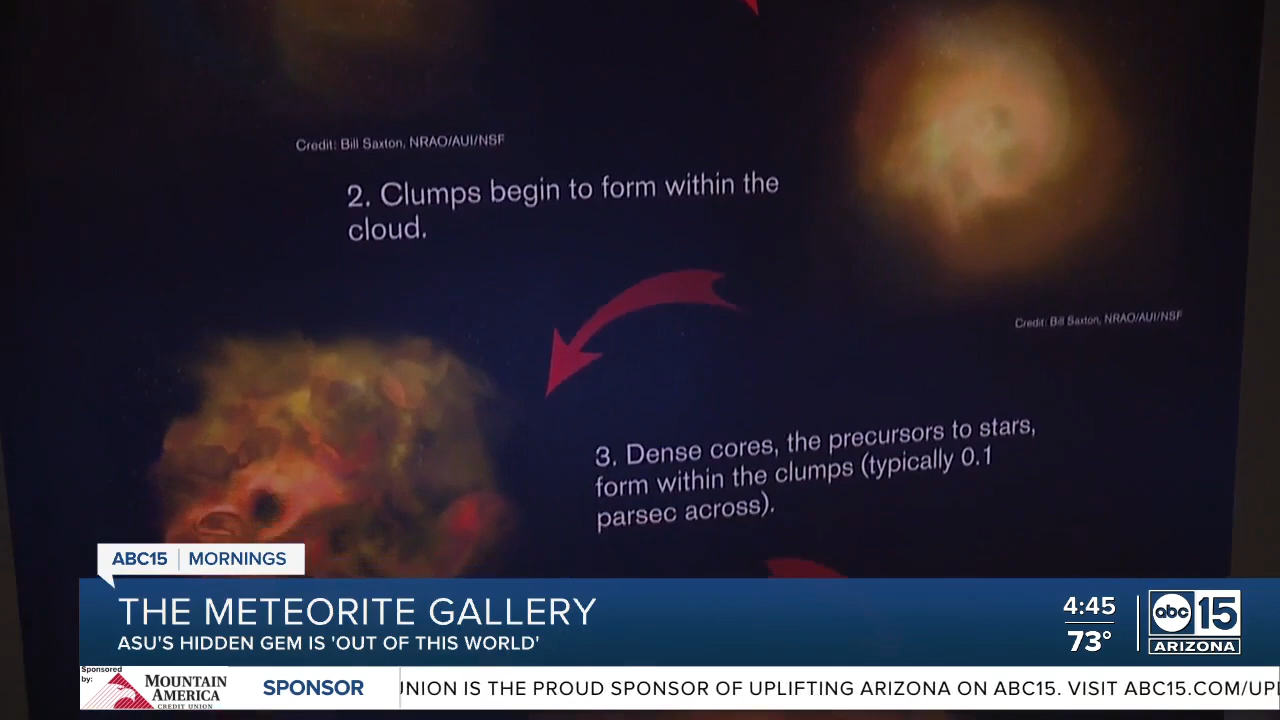 Credit: Bill Saxton, NRAO/AUI/NSF
2. Clumps begin to form within the
cloud.
Credit: Bill Saxton, NRAO/AUI/NSF
3. Dense cores, the precursors to stars,
form within the clumps (typically 0.1
parsec across).
ABC15 | MORNINGS
THE METEORITE GALLERY
ASU'S HIDDEN GEM IS 'OUT OF THIS WORLD'
4:45
73°
abc 15
ARIZONA
Sponsored
by:
MOUNTAIN
AMERICA
CREDIT UNION
SPONSOR
NION IS THE PROUD SPONSOR OF UPLIFTING ARIZONA ON ABC15. VISIT ABC15.COM/UPI